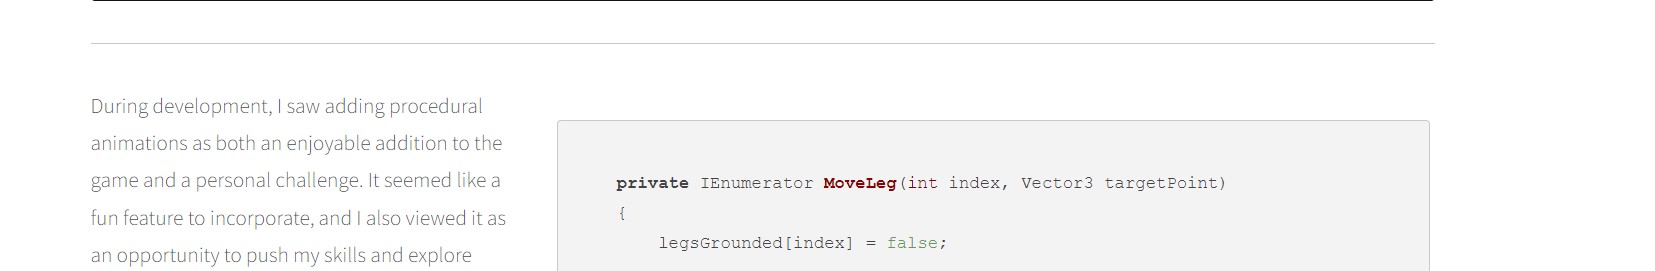 During development, I saw adding procedural
animations as both an enjoyable addition to the
game and a personal challenge. It seemed like a
fun feature to incorporate, and I also viewed it as
an opportunity to push my skills and explore
private IEnumerator MoveLeg(int index, Vector3 targetPoint)
{
legsGrounded[index] = false;